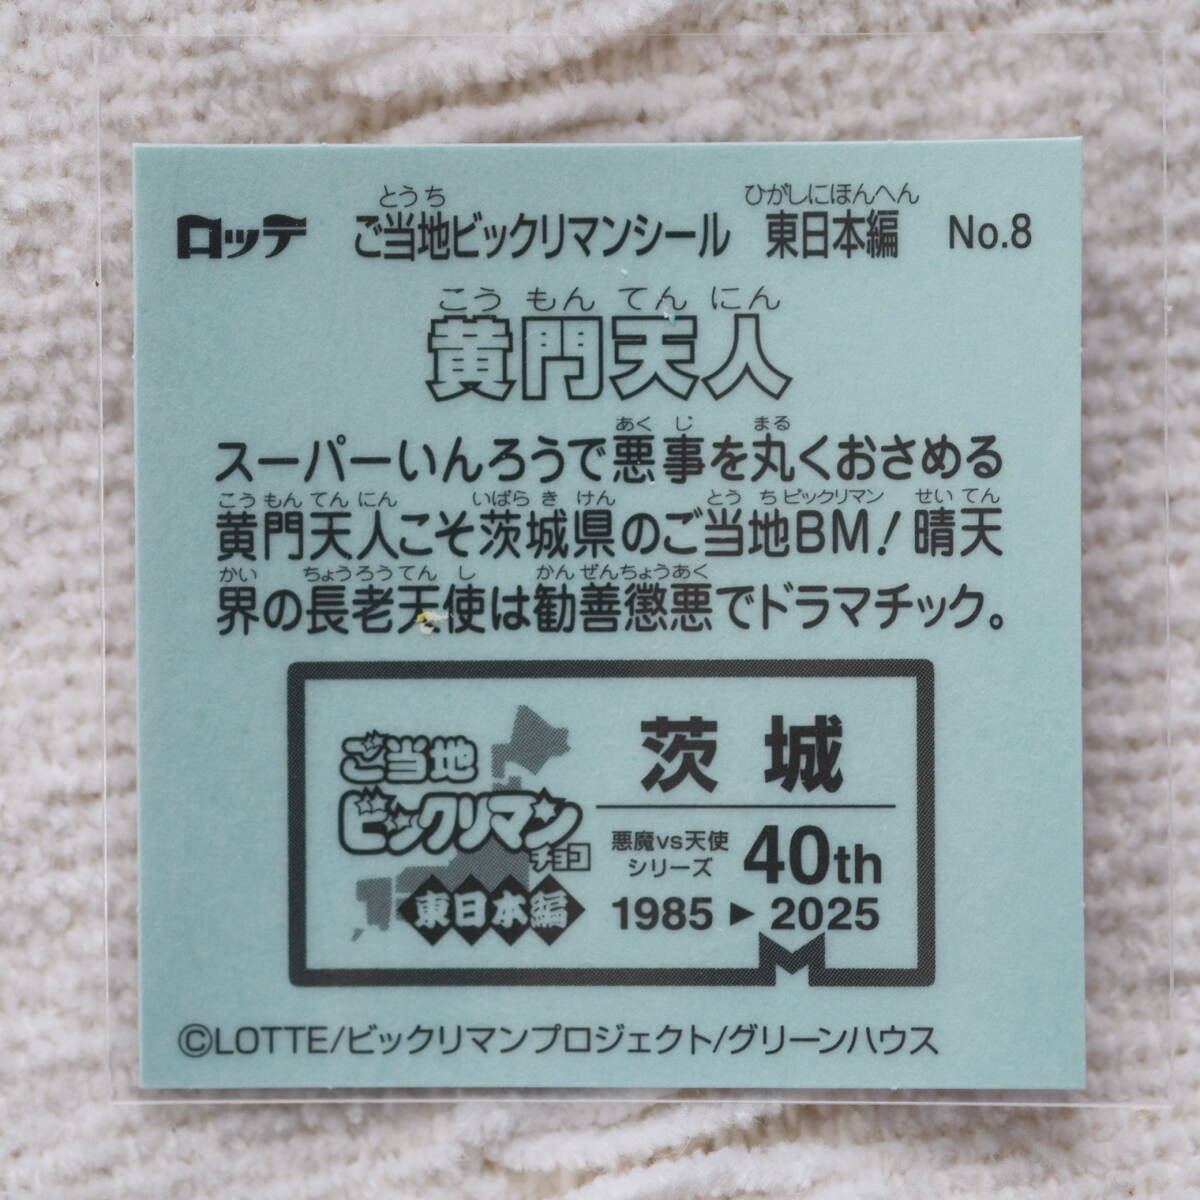 とうち ひがしにほんへん
ロッテ ご当地ビックリマンシール 東日本編 No.8
こう もん てん にん
黄門天人
あく じ まる
スーパーいんろうで悪事を丸くおさめる
こう もん てん にん いばら き けん とう ち ビックリマン せい てん
黄門天人こそ茨城県のご当地BM!晴天
かい ちょうろうてん し かんぜんちょうあく
界の長老天使は勧善懲悪でドラマチック。
ご当地
ビックリマン
チョコ
東日本編
茨城
悪魔vs天使
シリーズ
40th
1985▶2025
©LOTTE/ビックリマンプロジェクト/グリーンハウス